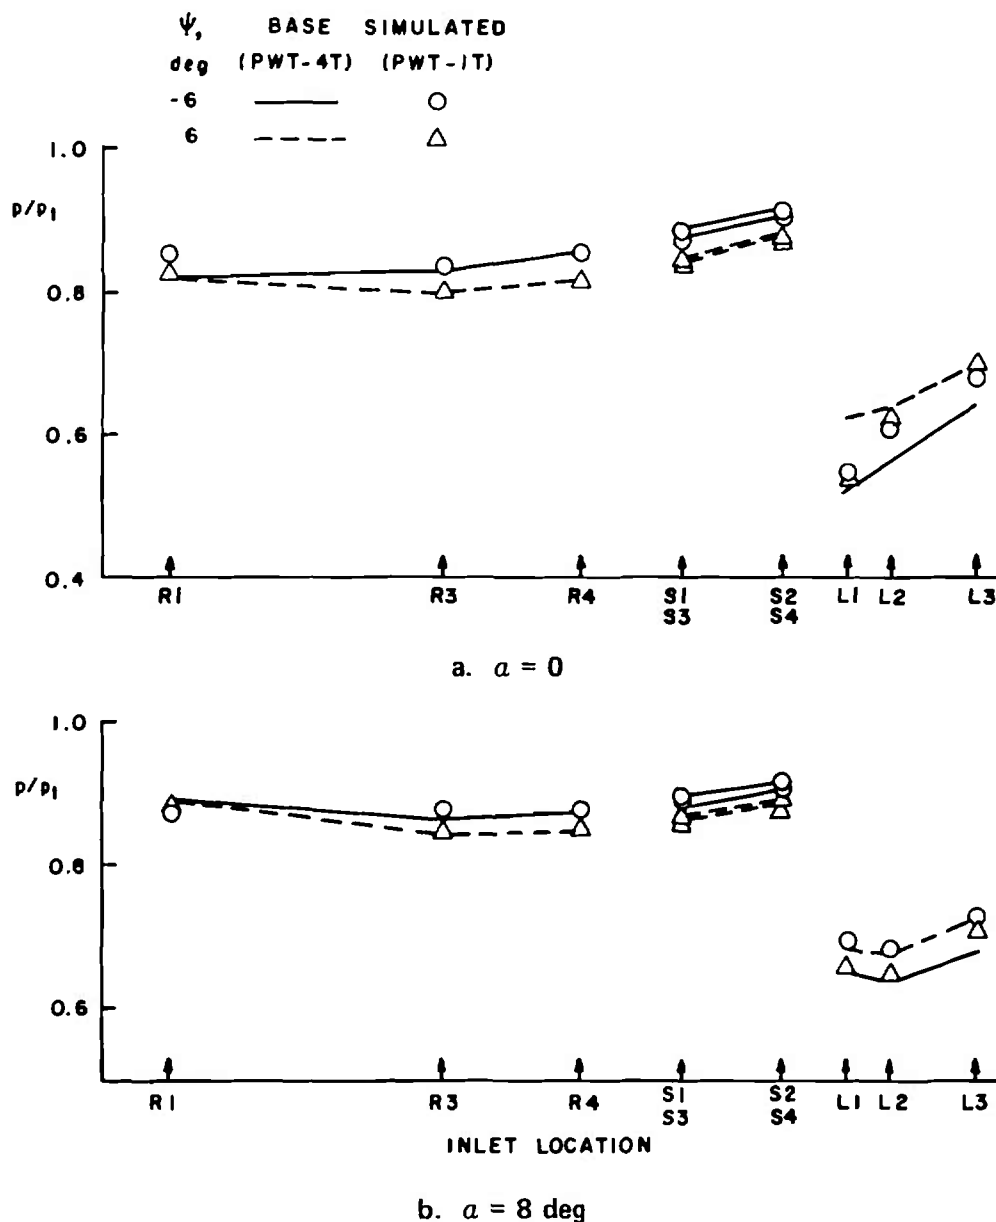 ψ, BASE SIMULATED
deg (PWT-4T) (PWT-1T)
-6
6
1.0
p/p₁
0.8
0.6
0.4
R1 R3 R4 S1 S2 L1 L2 L3
S3 S4
a. α = 0
1.0
p/p₁
0.8
0.6
R1 R3 R4 S1 S2 L1 L2 L3
S3 S4
INLET LOCATION
b. α = 8 deg